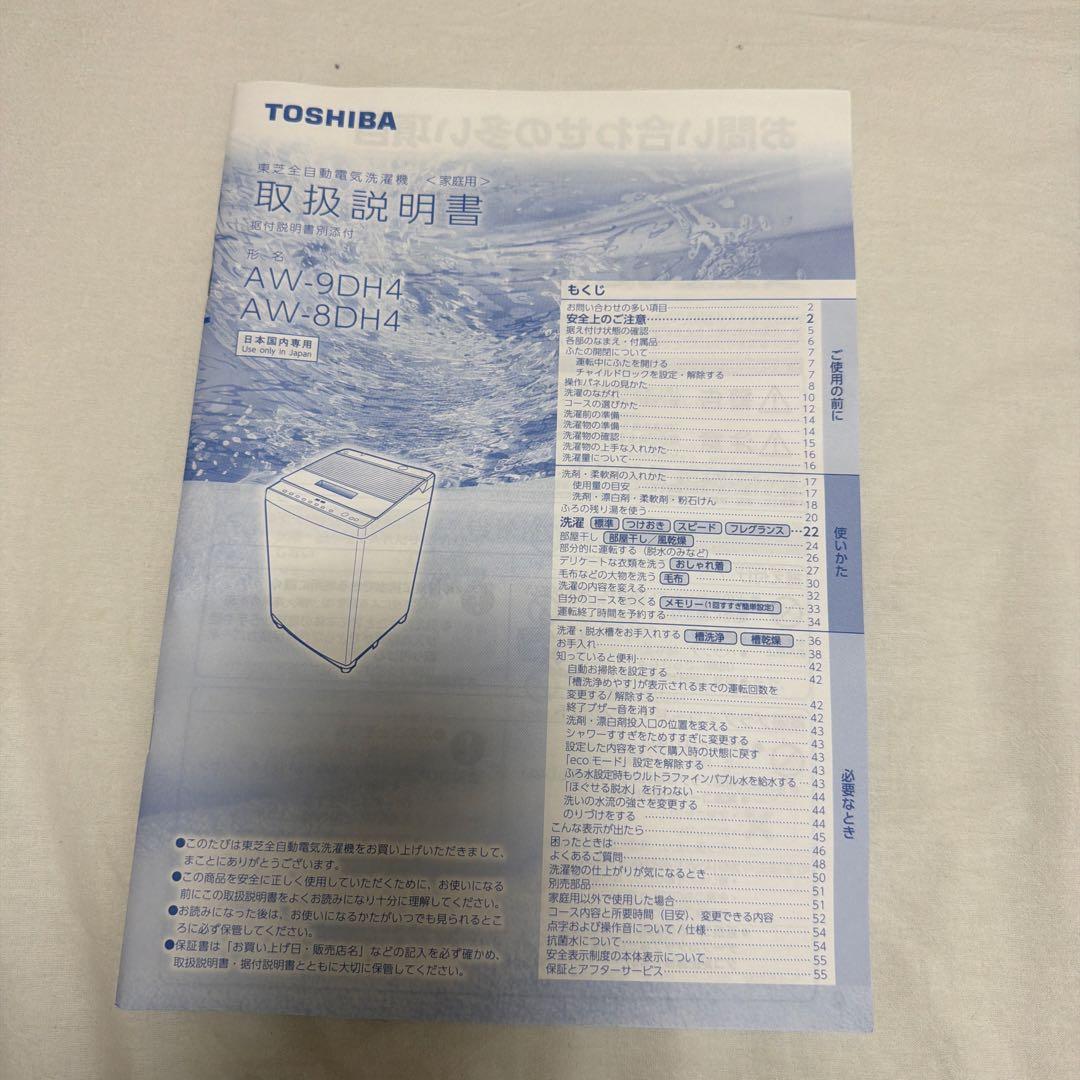 TOSHIBA
東芝全自動電気洗濯機 <家庭用>
取扱説明書
据付説明書別添付
形名
AW-9DH4
AW-8DH4
日本国内専用
Use only in Japan
もくじ
お問い合わせの多い項目 2
安全上のご注意 2
据え付け状態の確認 5
各部のなまえ・付属品 6
ふたの開閉について 7
運転中にふたを開ける 7
チャイルドロックを設定・解除する 7
操作パネルの見かた 8
洗濯のながれ 10
コースの選びかた 12
洗濯前の準備 14
洗濯物の準備 14
洗濯物の確認 15
洗濯物の上手な入れかた 16
洗濯量について 16
ご使用の前に
洗剤・柔軟剤の入れかた 17
使用量の目安 17
洗剤・漂白剤・柔軟剤・粉石けん 18
ふろの残り湯を使う 20
洗濯 標準 つけおき スピード フレグランス 22
部屋干し 部屋干し/風乾燥 24
部分的に運転する(脱水のみなど) 26
デリケートな衣類を洗う おしゃれ着 27
毛布などの大物を洗う 毛布 30
洗濯の内容を変える 32
自分のコースをつくる メモリー(1回すすぎ簡単設定) 33
運転終了時間を予約する 34
使いかた
洗濯・脱水槽をお手入れする 槽洗浄 槽乾燥 36
お手入れ 38
知っていると便利 42
自動お掃除を設定する 42
「槽洗浄めやす」が表示されるまでの運転回数を
変更する/解除する 42
終了ブザー音を消す 42
洗剤・漂白剤投入口の位置を変える 43
シャワーすすぎをためすすぎに変更する 43
設定した内容をすべて購入時の状態に戻す 43
「ecoモード」設定を解除する 43
ふろ水設定時もウルトラファインバブル水を給水する 43
「ほぐせる脱水」を行わない 44
洗いの水流の強さを変更する 44
のりづけをする 44
こんな表示が出たら 45
困ったときは 46
よくあるご質問 48
洗濯物の仕上がりが気になるとき 50
別売部品 51
家庭用以外で使用した場合 51
コース内容と所要時間(目安)、変更できる内容 52
点字および操作音について/仕様 54
抗菌水について 54
安全表示制度の本体表示について 55
保証とアフターサービス 55
必要なとき
●このたびは東芝全自動電気洗濯機をお買い上げいただきまして、
まことにありがとうございます。
●この商品を安全に正しく使用していただくために、お使いになる
前にこの取扱説明書をよくお読みになり十分に理解してください。
●お読みになった後は、お使いになるかたがいつでも見られるとこ
ろに必ず保管してください。
●保証書は「お買い上げ日・販売店名」などの記入を必ず確かめ、
取扱説明書・据付説明書とともに大切に保管してください。